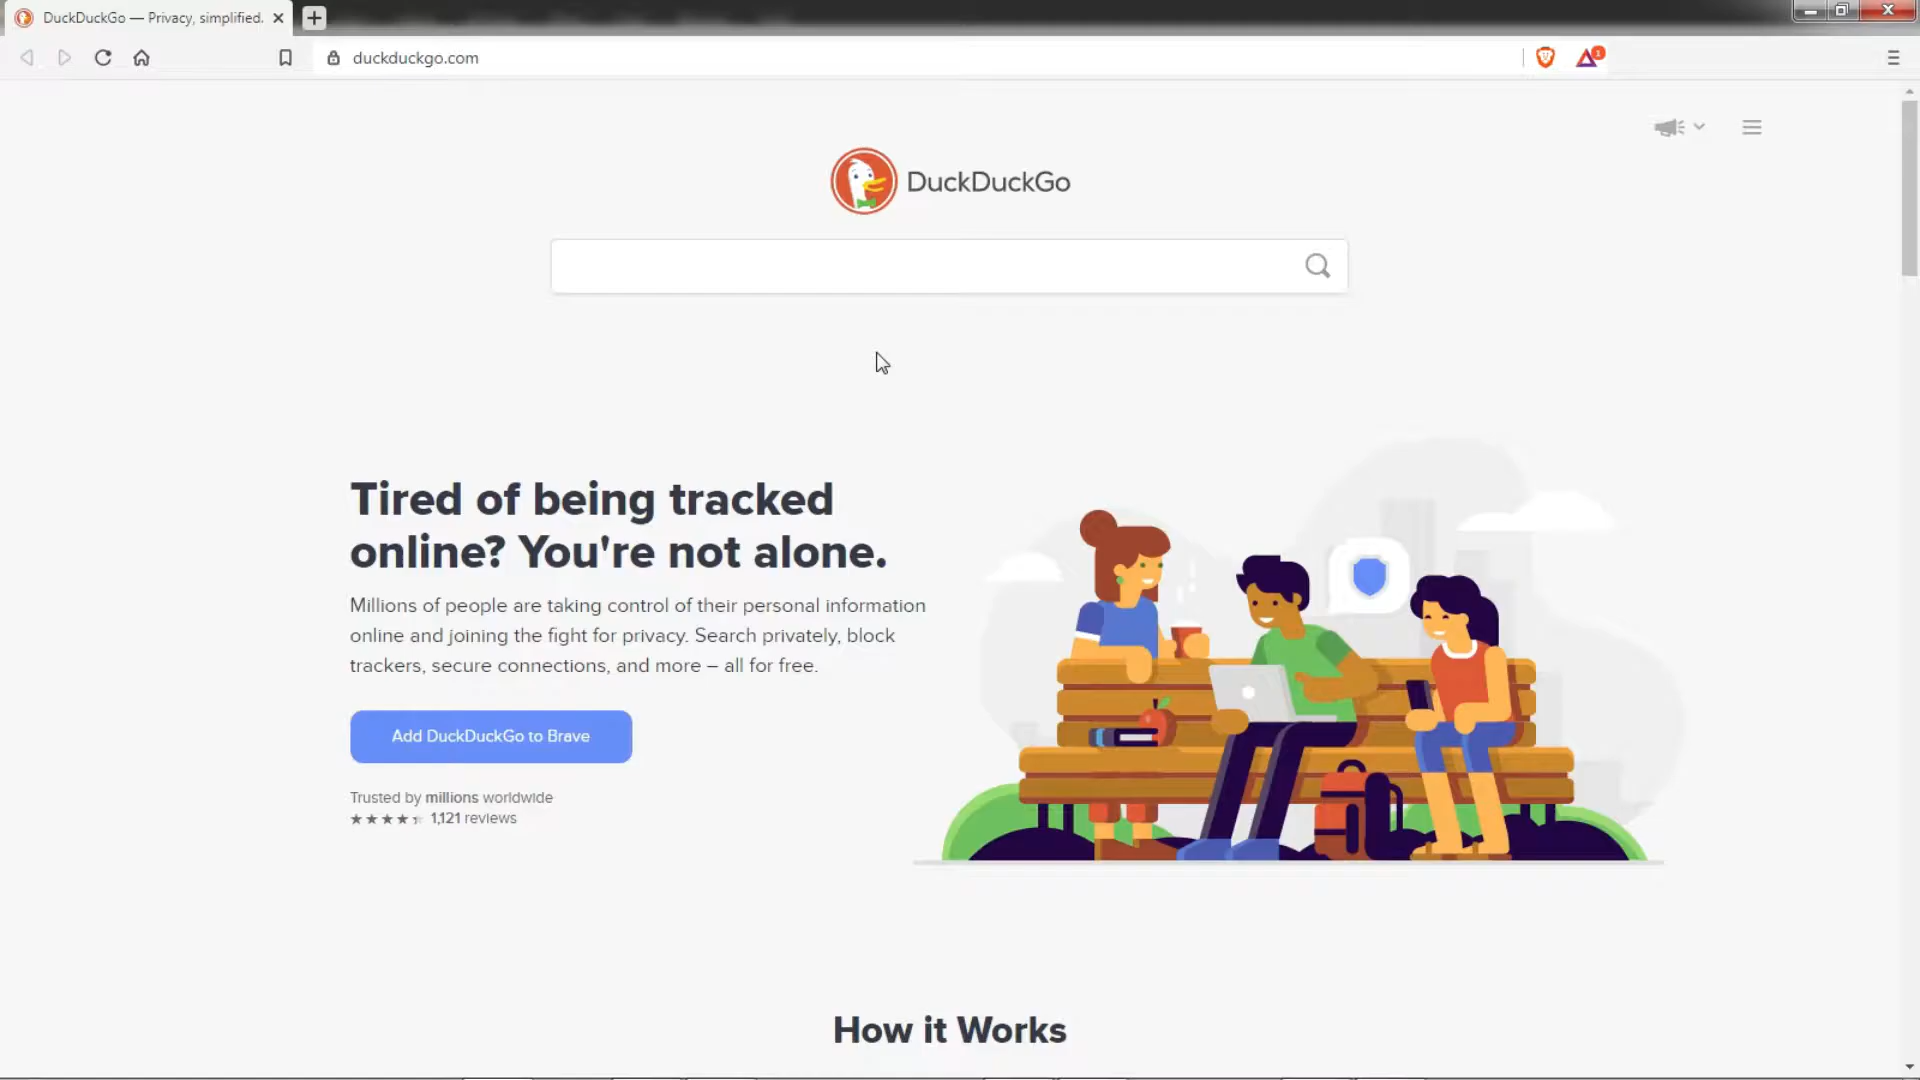 DuckDuckGo — Privacy, simplified.
duckduckgo.com
1
DuckDuckGo
Tired of being tracked
online? You're not alone.
Millions of people are taking control of their personal information
online and joining the fight for privacy. Search privately, block
trackers, secure connections, and more – all for free.
Add DuckDuckGo to Brave
Trusted by millions worldwide
1,121 reviews
How it Works